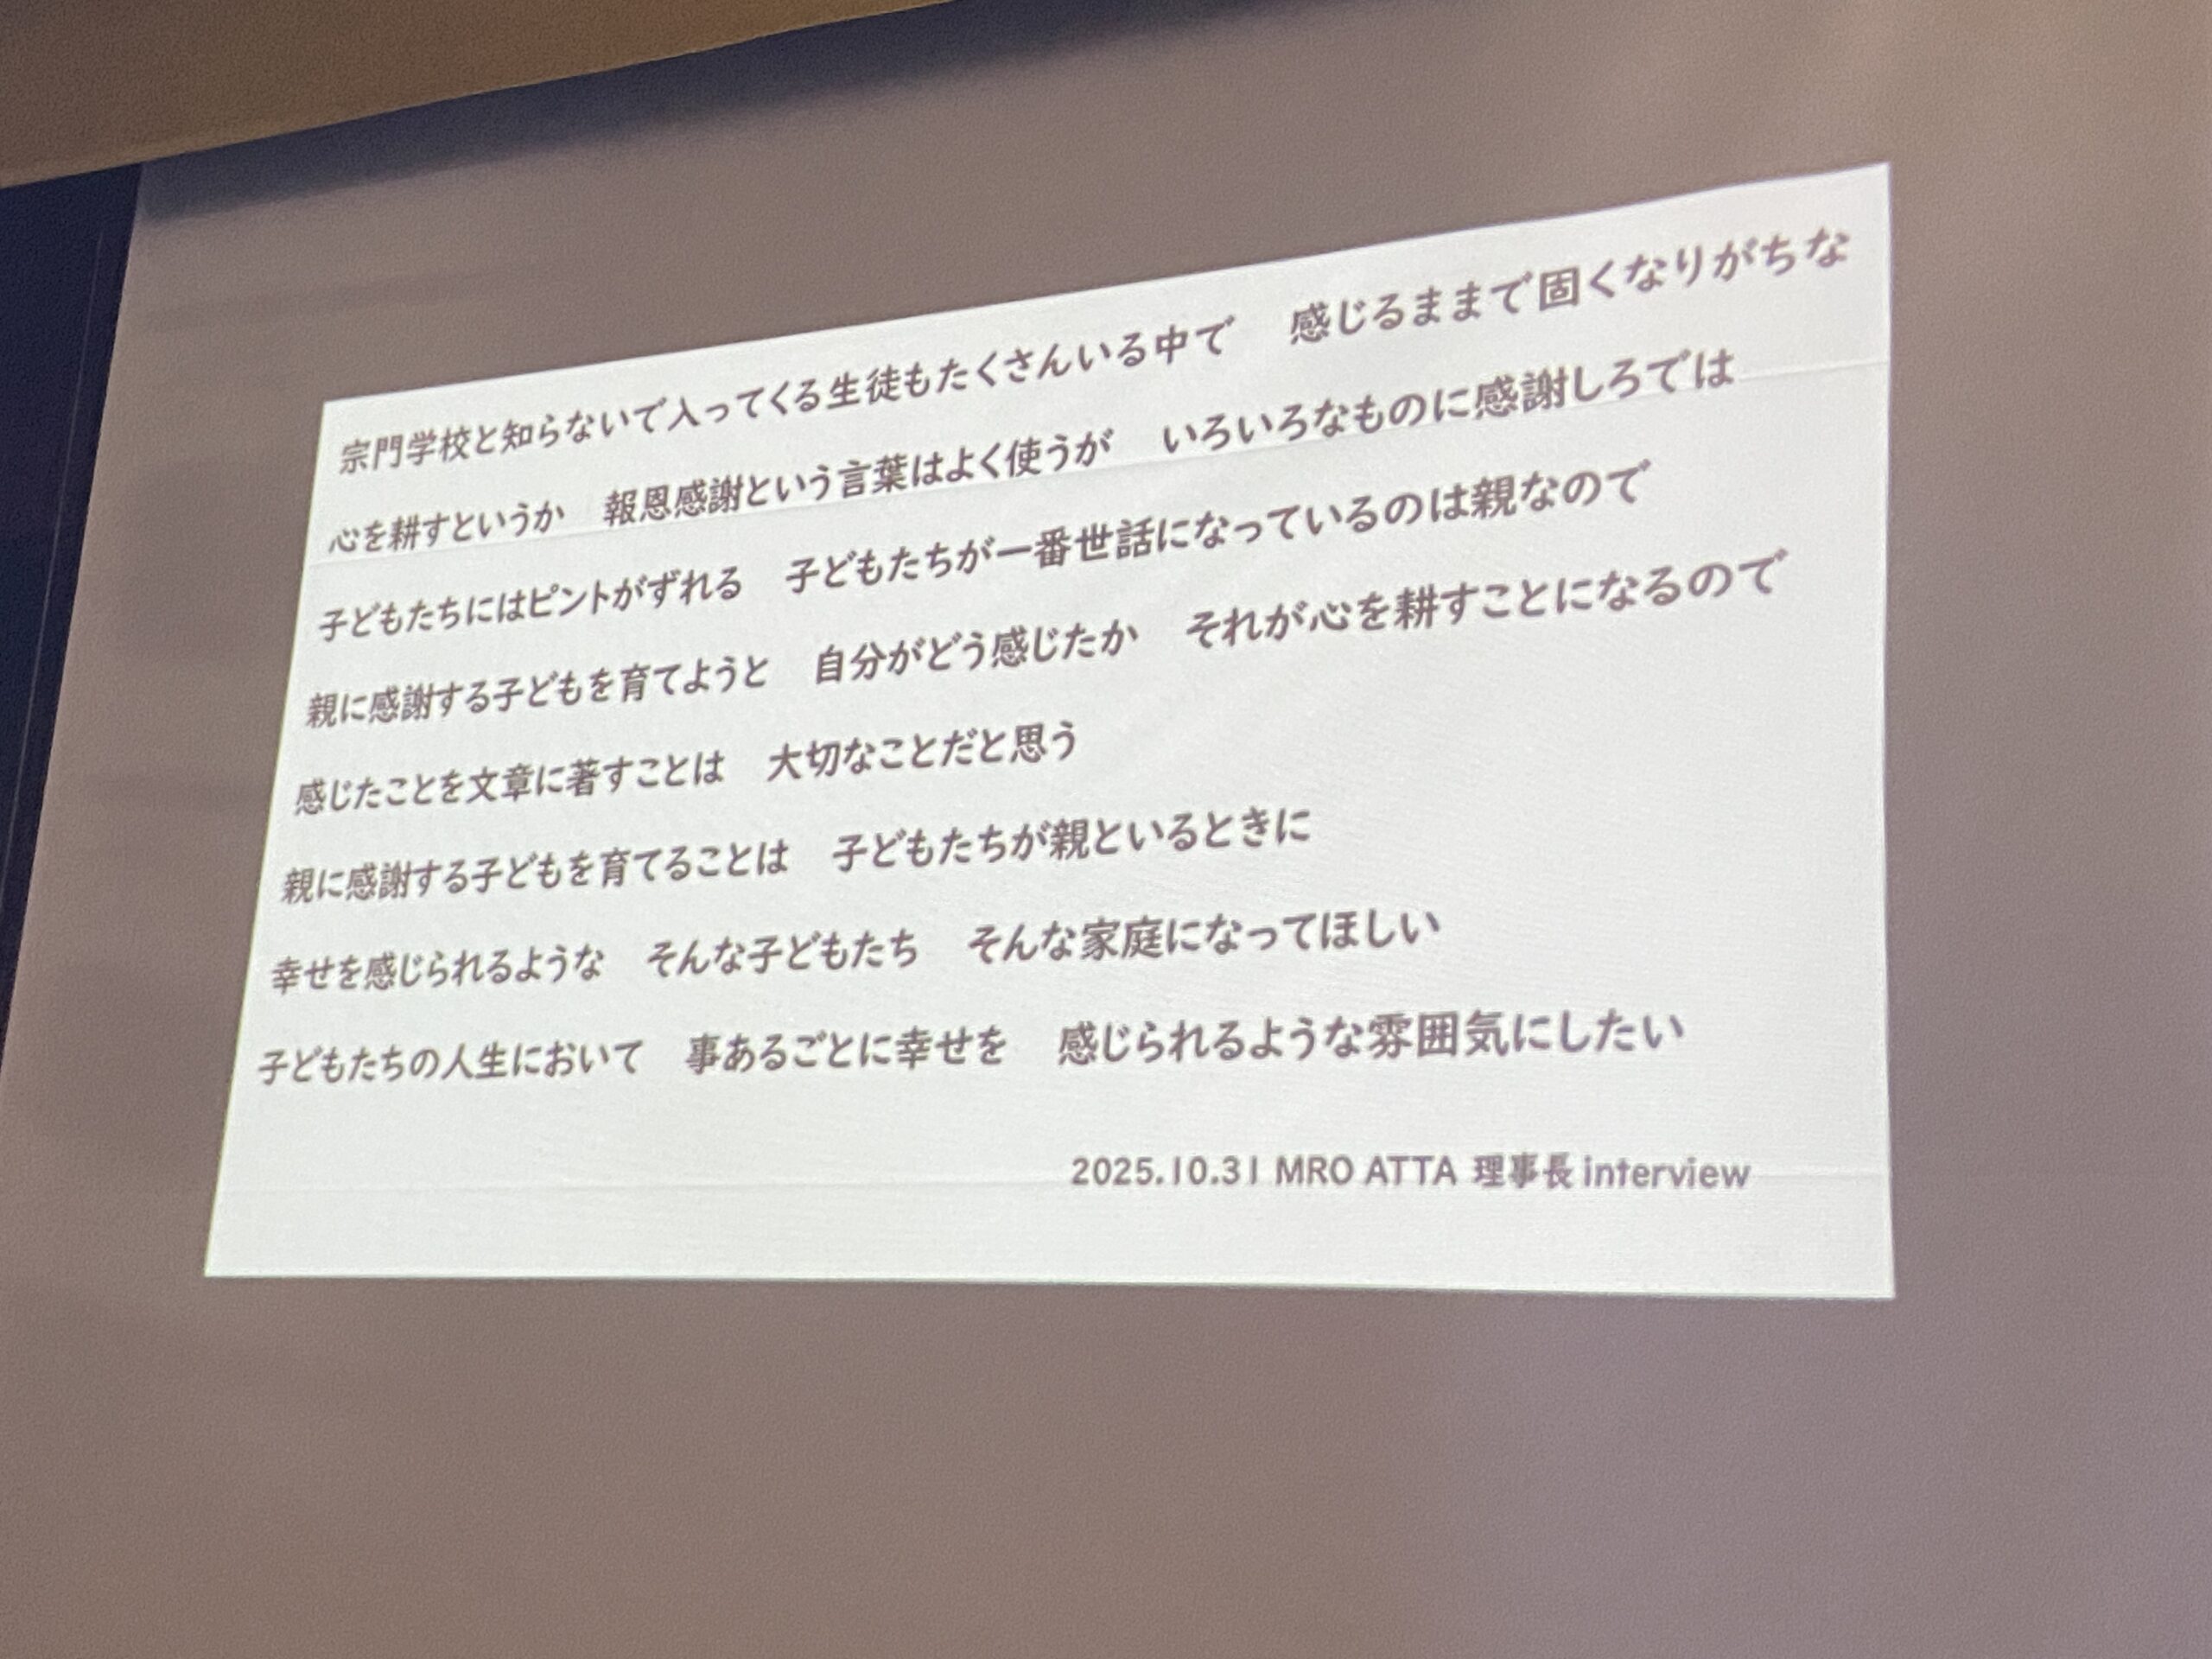 宗門学校と知らないで入ってくる生徒もたくさんいる中で　感じるままで固くなりがちな
心を耕すというか　報恩感謝という言葉はよく使うが　いろいろなものに感謝しろでは
子どもたちにはピントがずれる　子どもたちが一番世話になっているのは親なので
親に感謝する子どもを育てようと　自分がどう感じたか　それが心を耕すことになるので
感じたことを文章に著すことは　大切なことだと思う
親に感謝する子どもを育てることは　子どもたちが親といるときに
幸せを感じられるような　そんな子どもたち　そんな家庭になってほしい
子どもたちの人生において　事あるごとに幸せを　感じられるような雰囲気にしたい
2025.10.31 MRO ATTA 理事長interview